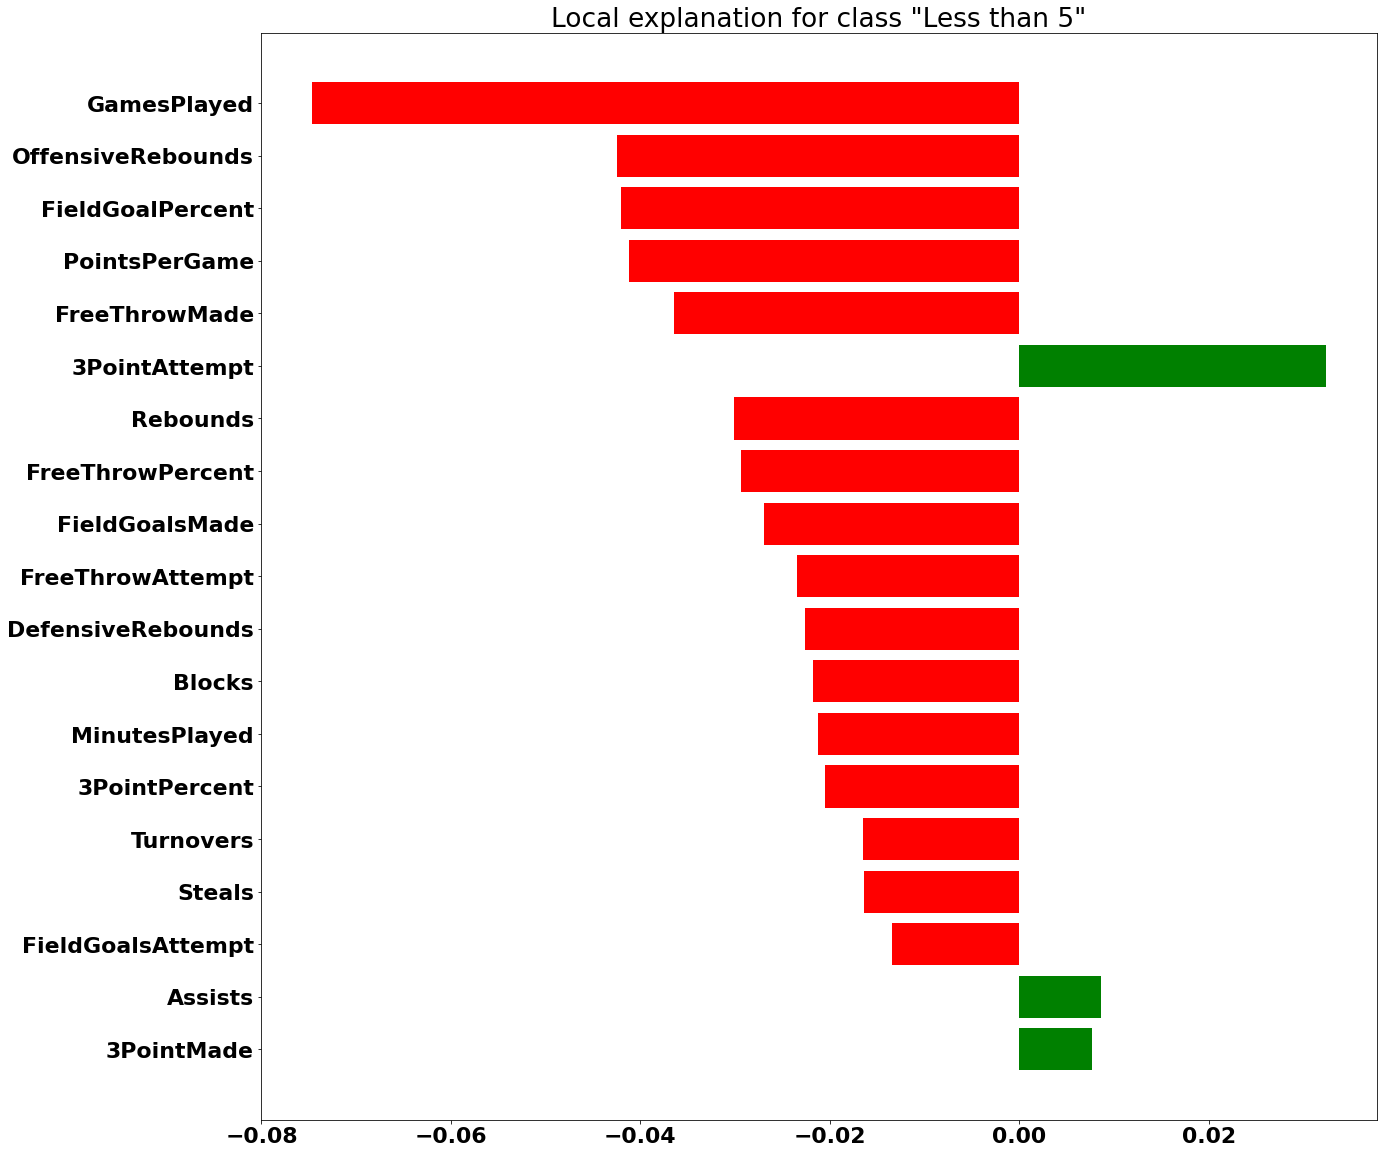 Local explanation for class "Less than 5"
GamesPlayed
OffensiveRebounds
FieldGoalPercent
PointsPerGame
FreeThrowMade
3PointAttempt
Rebounds
FreeThrowPercent
FieldGoalsMade
FreeThrowAttempt
DefensiveRebounds
Blocks
MinutesPlayed
3PointPercent
Turnovers
Steals
FieldGoalsAttempt
Assists
3PointMade
−0.08 −0.06 −0.04 −0.02 0.00 0.02